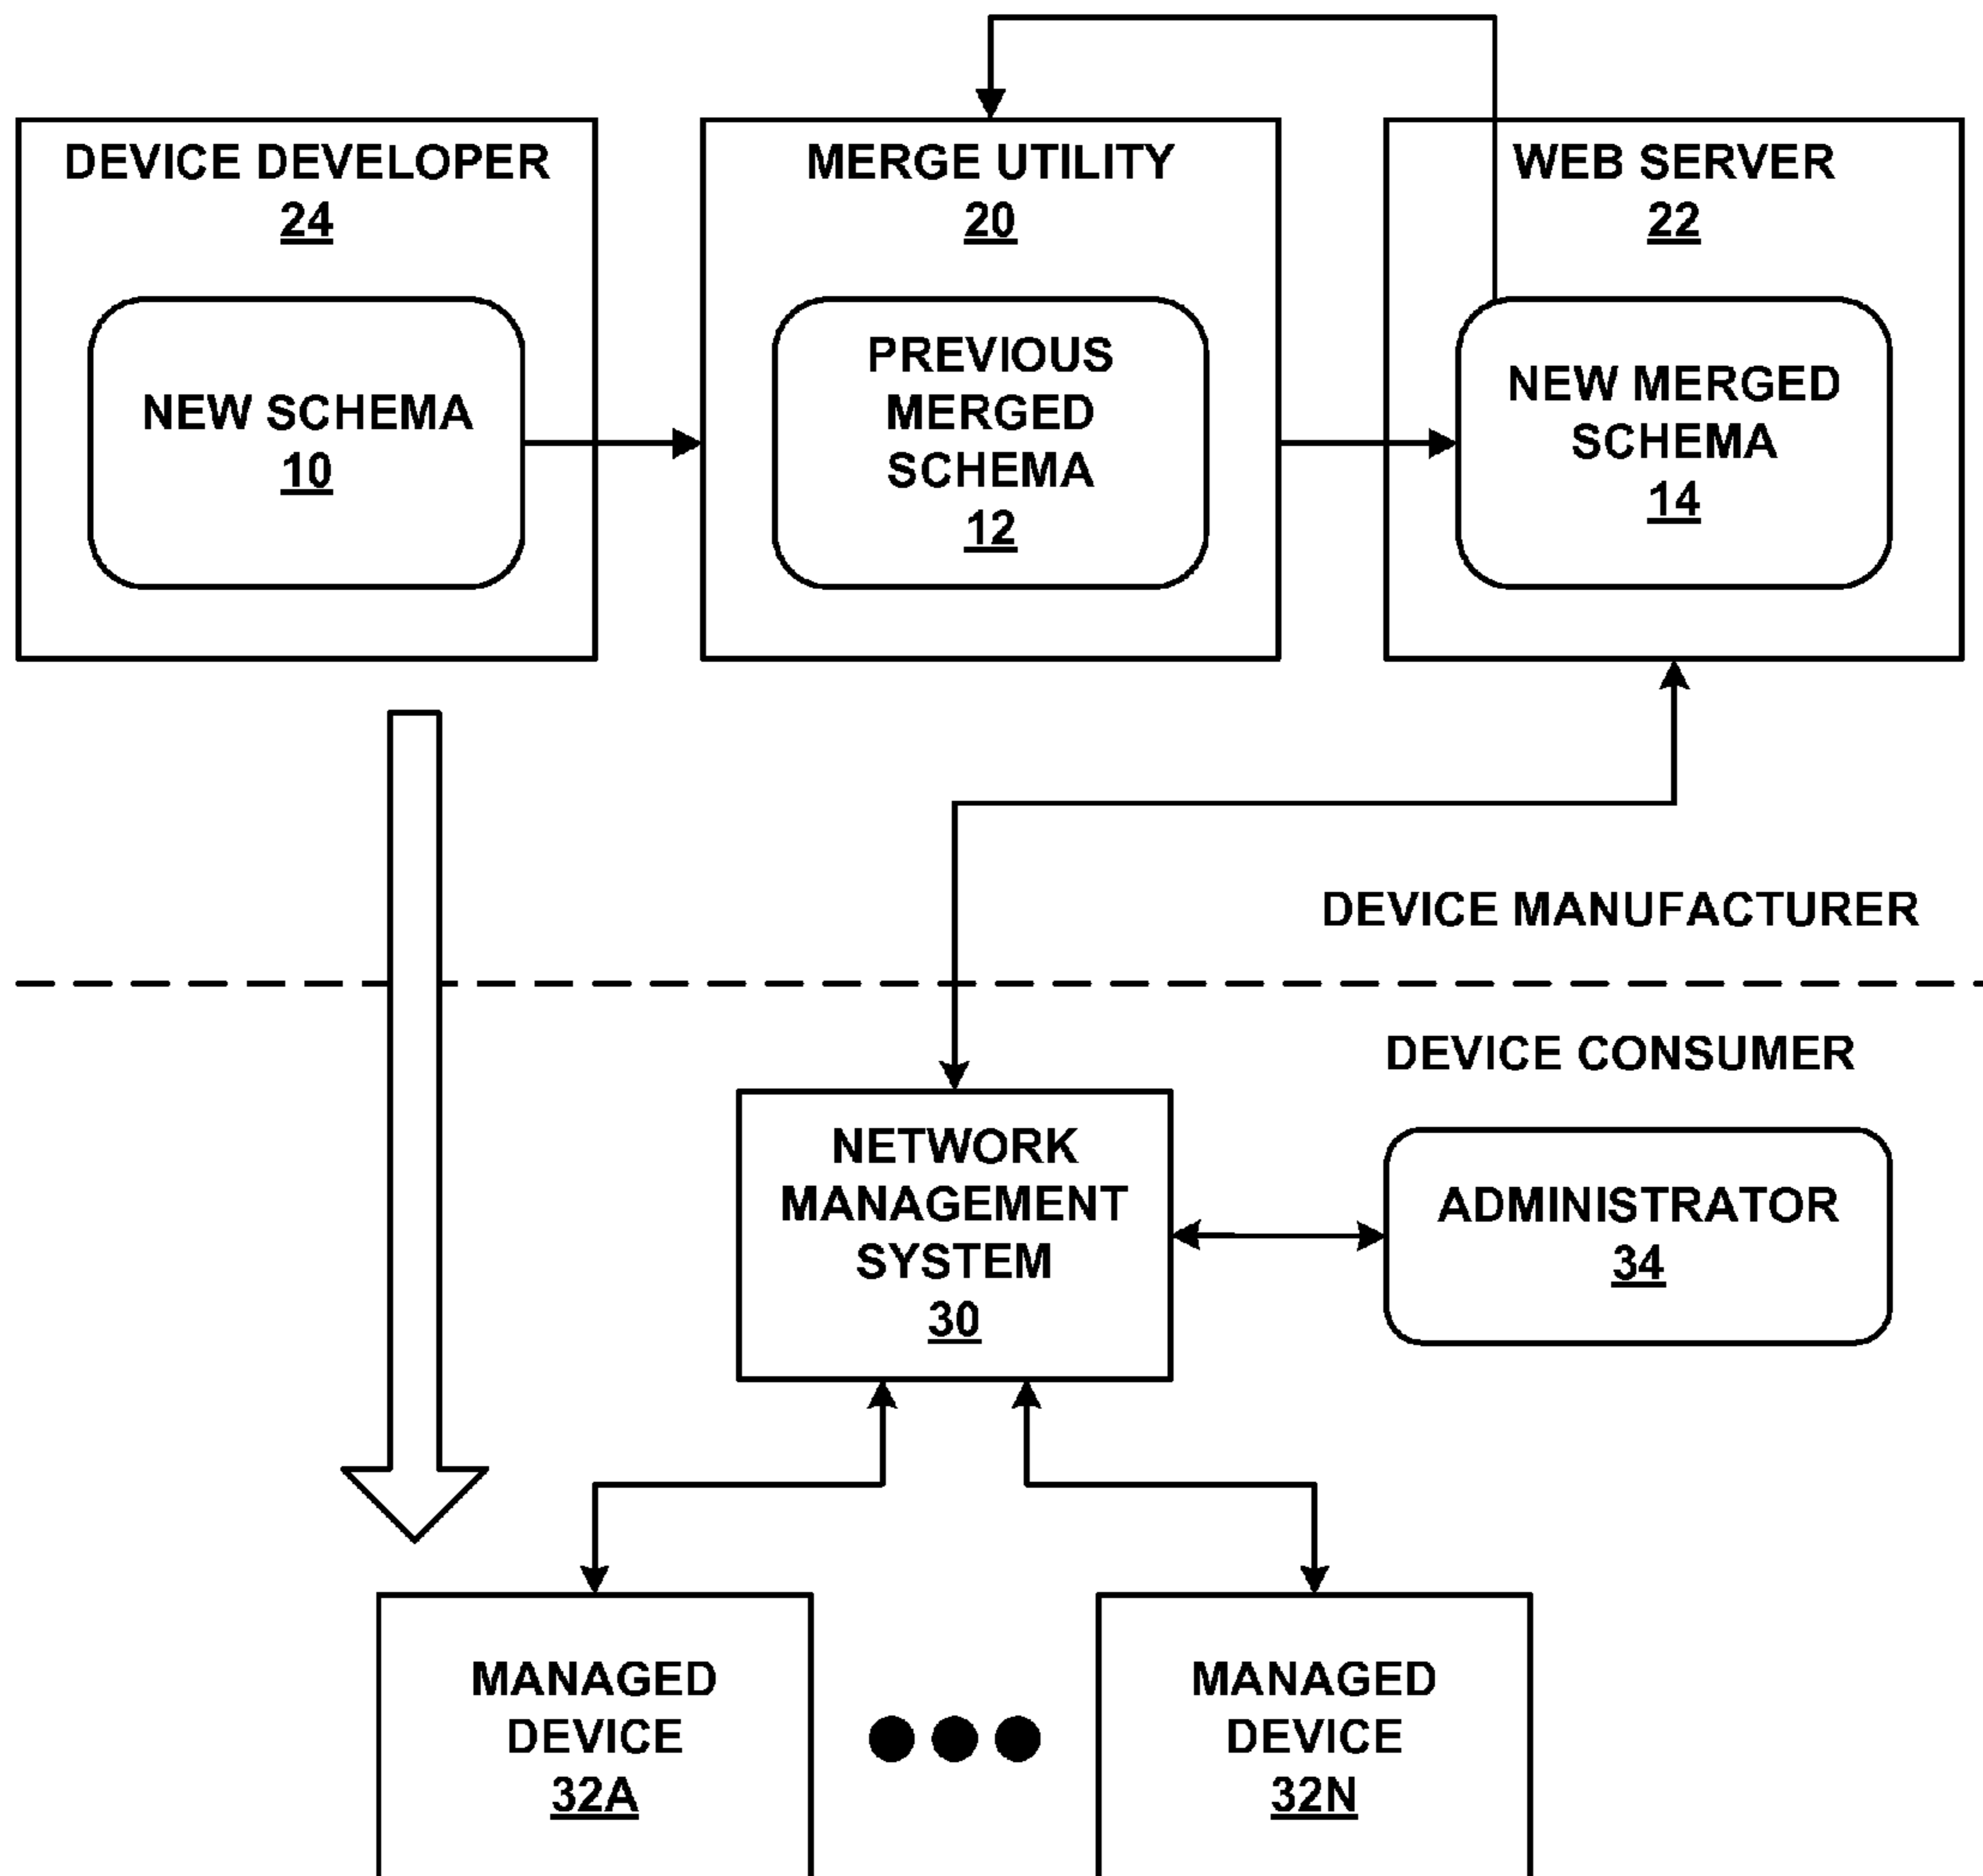 DEVICE DEVELOPER
24
NEW SCHEMA
10
MERGE UTILITY
20
PREVIOUS
MERGED
SCHEMA
12
WEB SERVER
22
NEW MERGED
SCHEMA
14
DEVICE MANUFACTURER
DEVICE CONSUMER
NETWORK
MANAGEMENT
SYSTEM
30
ADMINISTRATOR
34
MANAGED
DEVICE
32A
MANAGED
DEVICE
32N